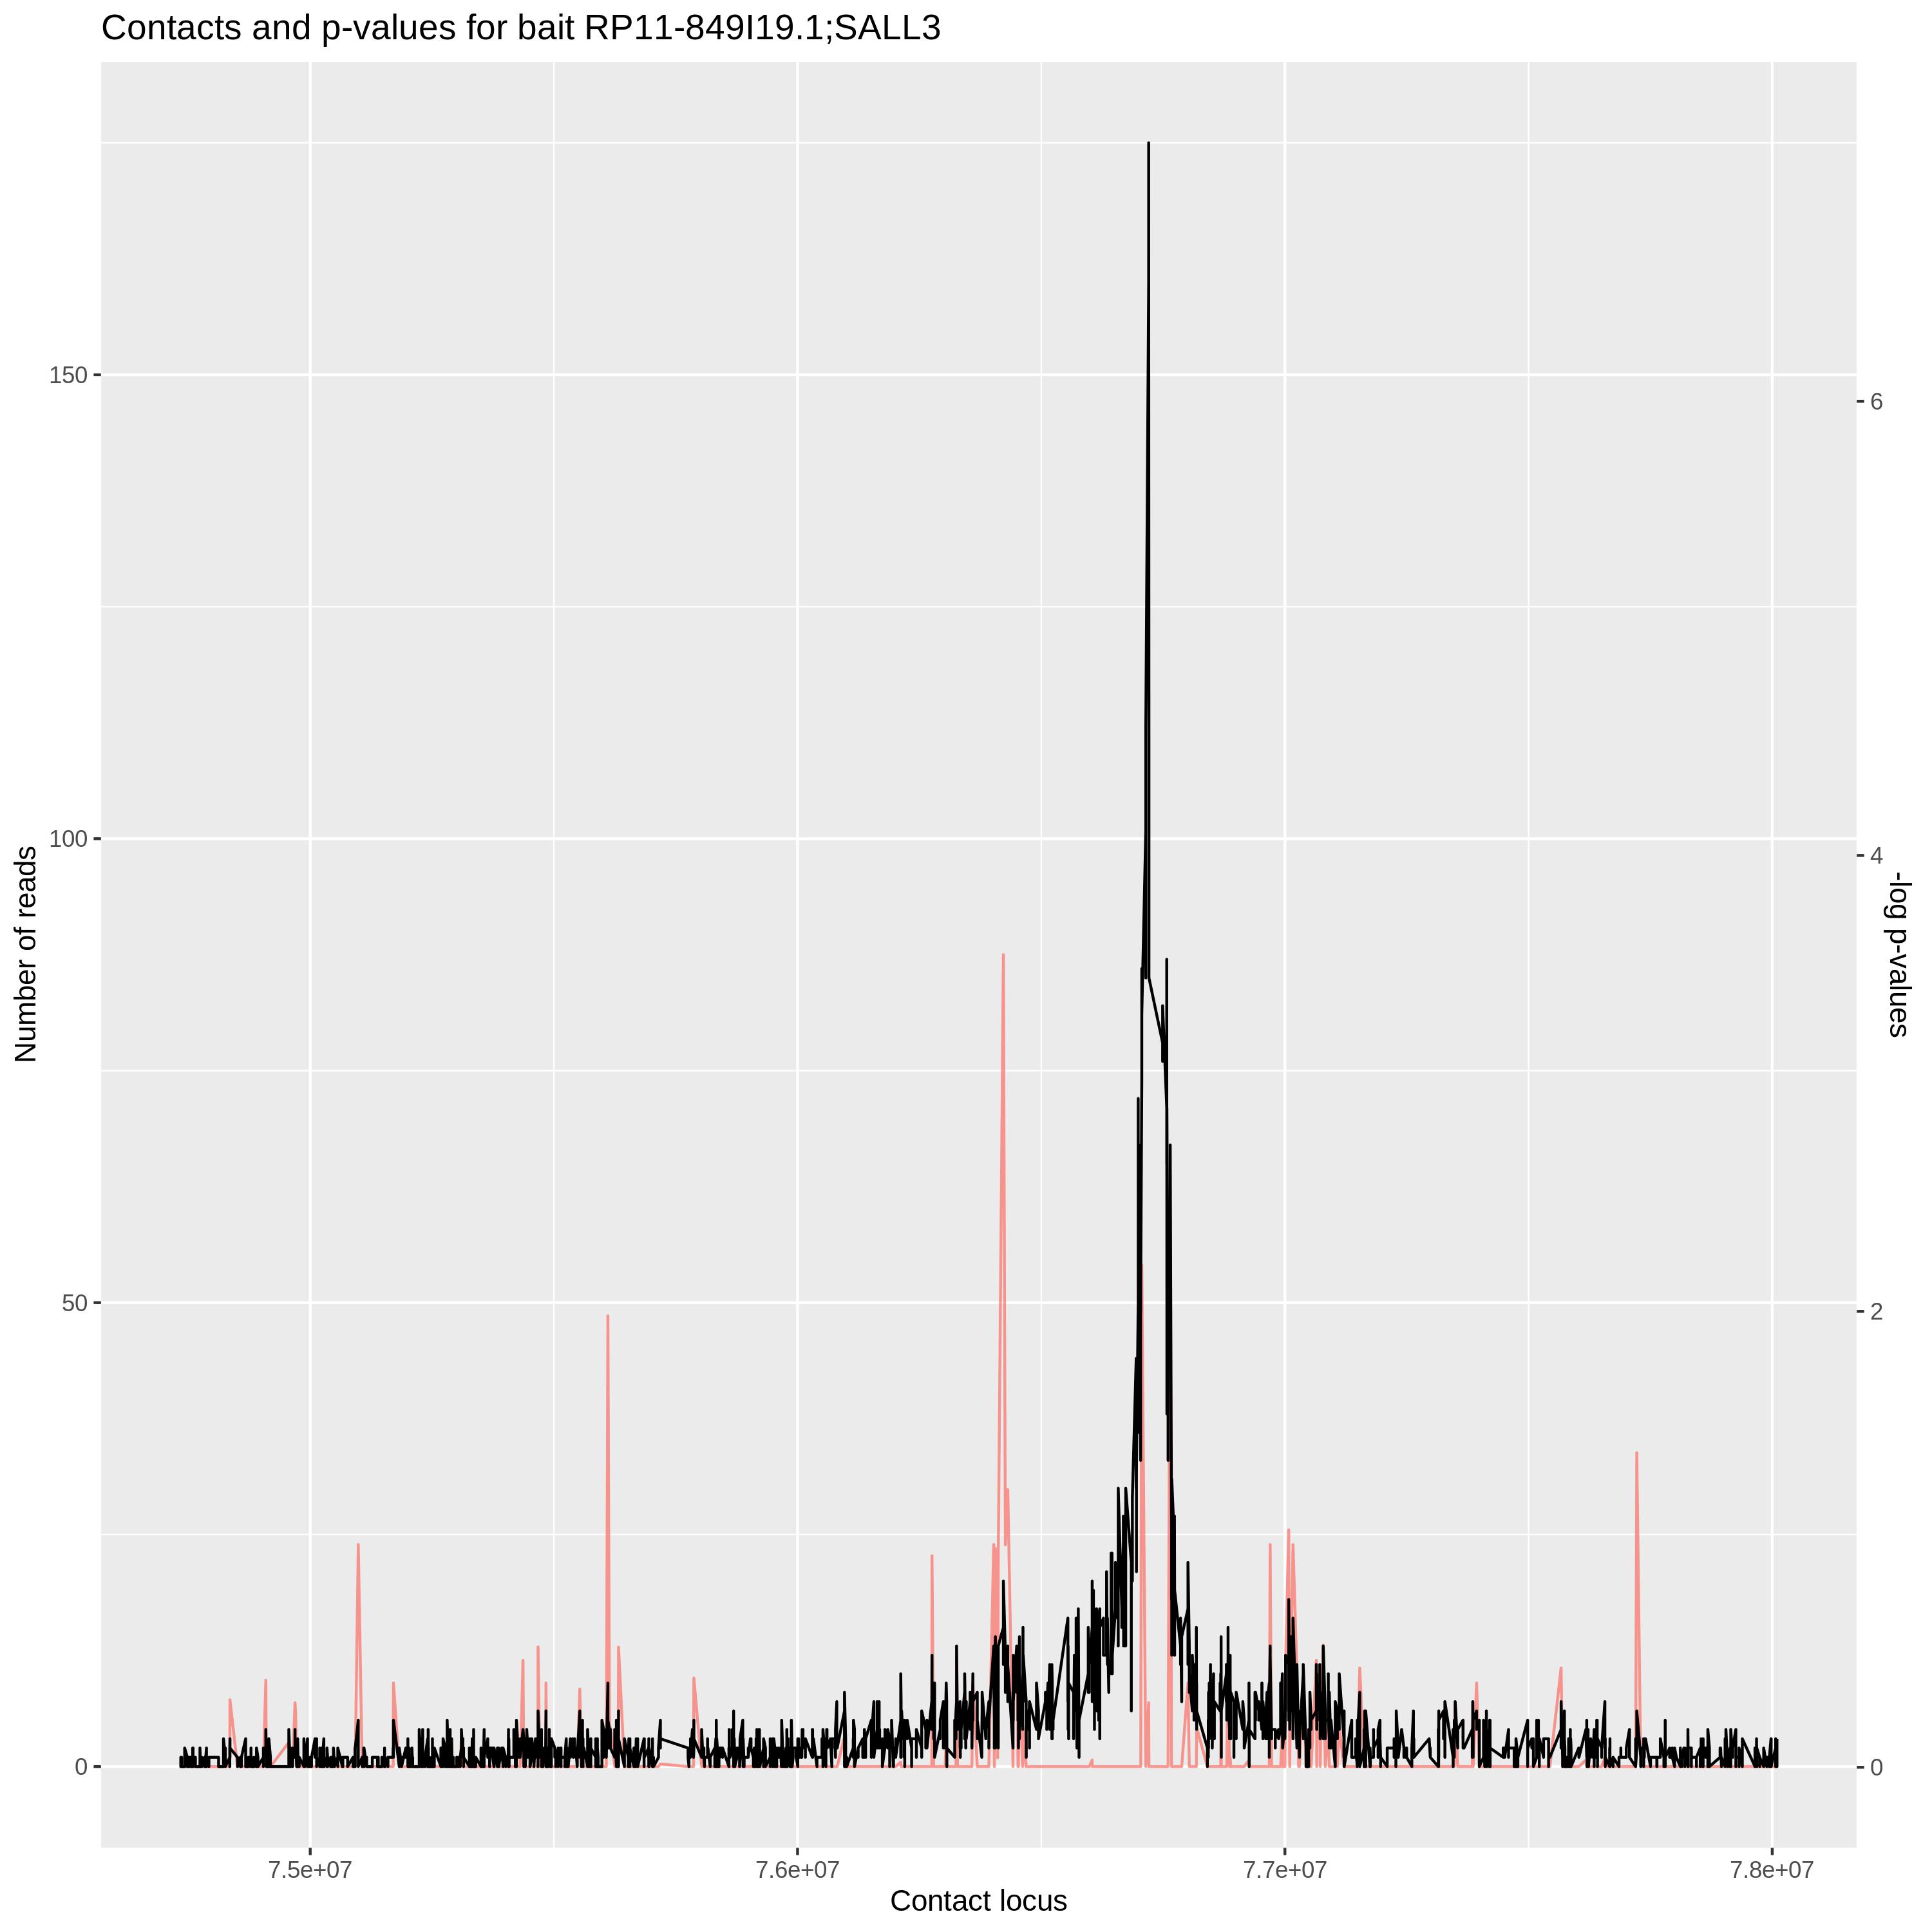 Contacts and p-values for bait RP11-849I19.1;SALL3
150
100
50
0
6
4
2
0
Number of reads
-log p-values
7.5e+07 7.6e+07 7.7e+07 7.8e+07
Contact locus